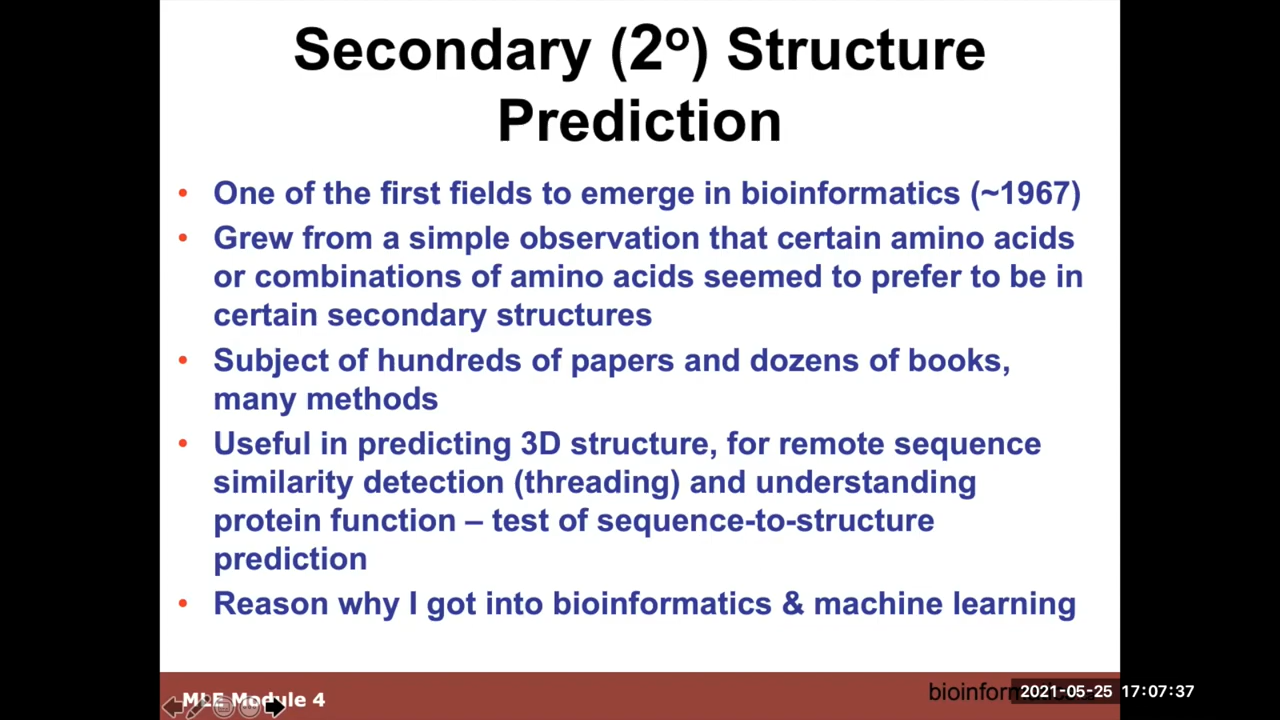 Secondary (2º) Structure
Prediction
• One of the first fields to emerge in bioinformatics (~1967)
• Grew from a simple observation that certain amino acids
or combinations of amino acids seemed to prefer to be in
certain secondary structures
• Subject of hundreds of papers and dozens of books,
many methods
• Useful in predicting 3D structure, for remote sequence
similarity detection (threading) and understanding
protein function – test of sequence-to-structure
prediction
• Reason why I got into bioinformatics & machine learning
MLE Module 4
2021-05-25 17:07:37